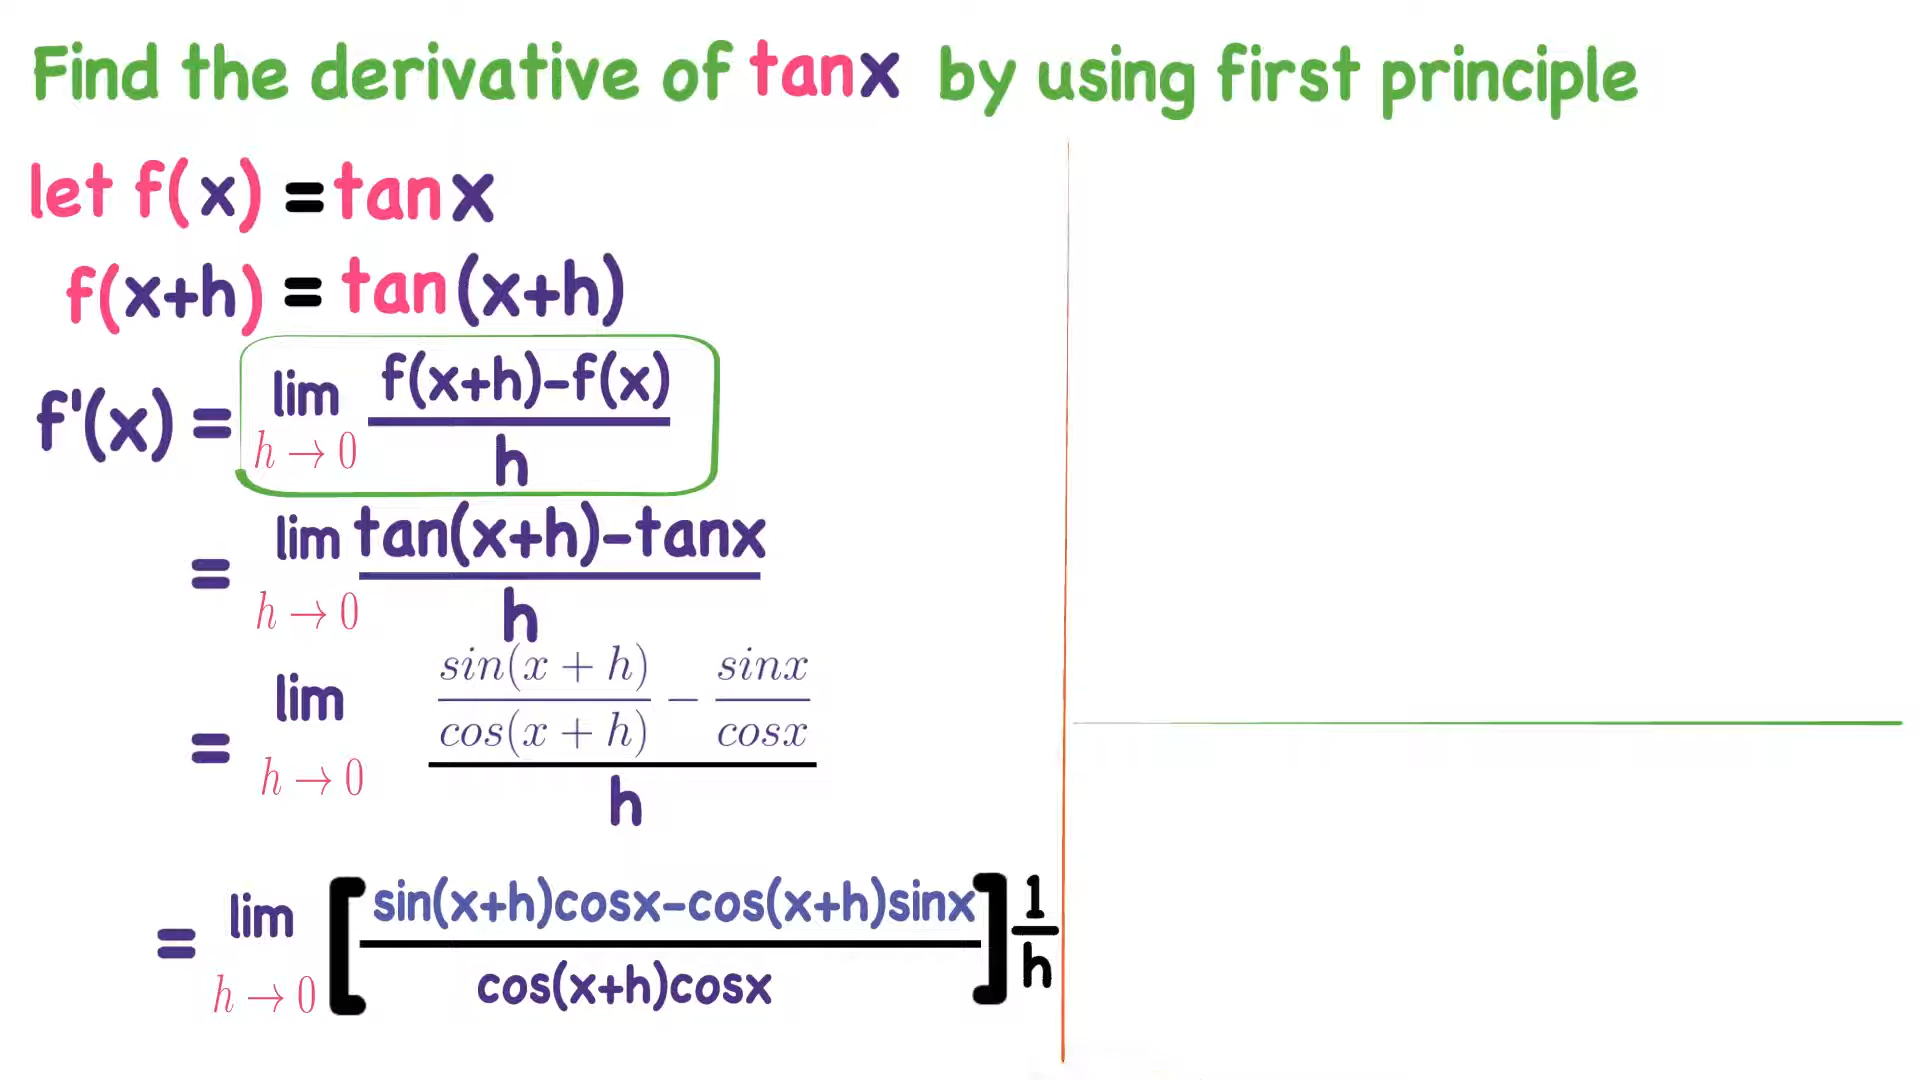 Find the derivative of tanx by using first principle
let f(x) = tanx
f(x+h) = tan(x+h)
f'(x) = lim h→0 f(x+h)-f(x) / h
= lim h→0 tan(x+h)-tanx / h
= lim h→0 sin(x + h) / cos(x + h) − sinx / cosx / h
= lim h→0 [sin(x+h)cosx-cos(x+h)sinx / cos(x+h)cosx] 1/h